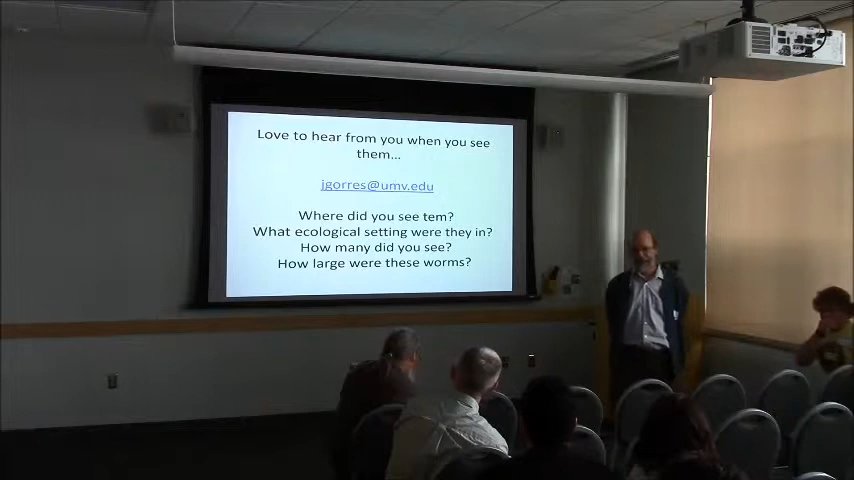 Love to hear from you when you see
them...
jgorres@umv.edu
Where did you see tem?
What ecological setting were they in?
How many did you see?
How large were these worms?